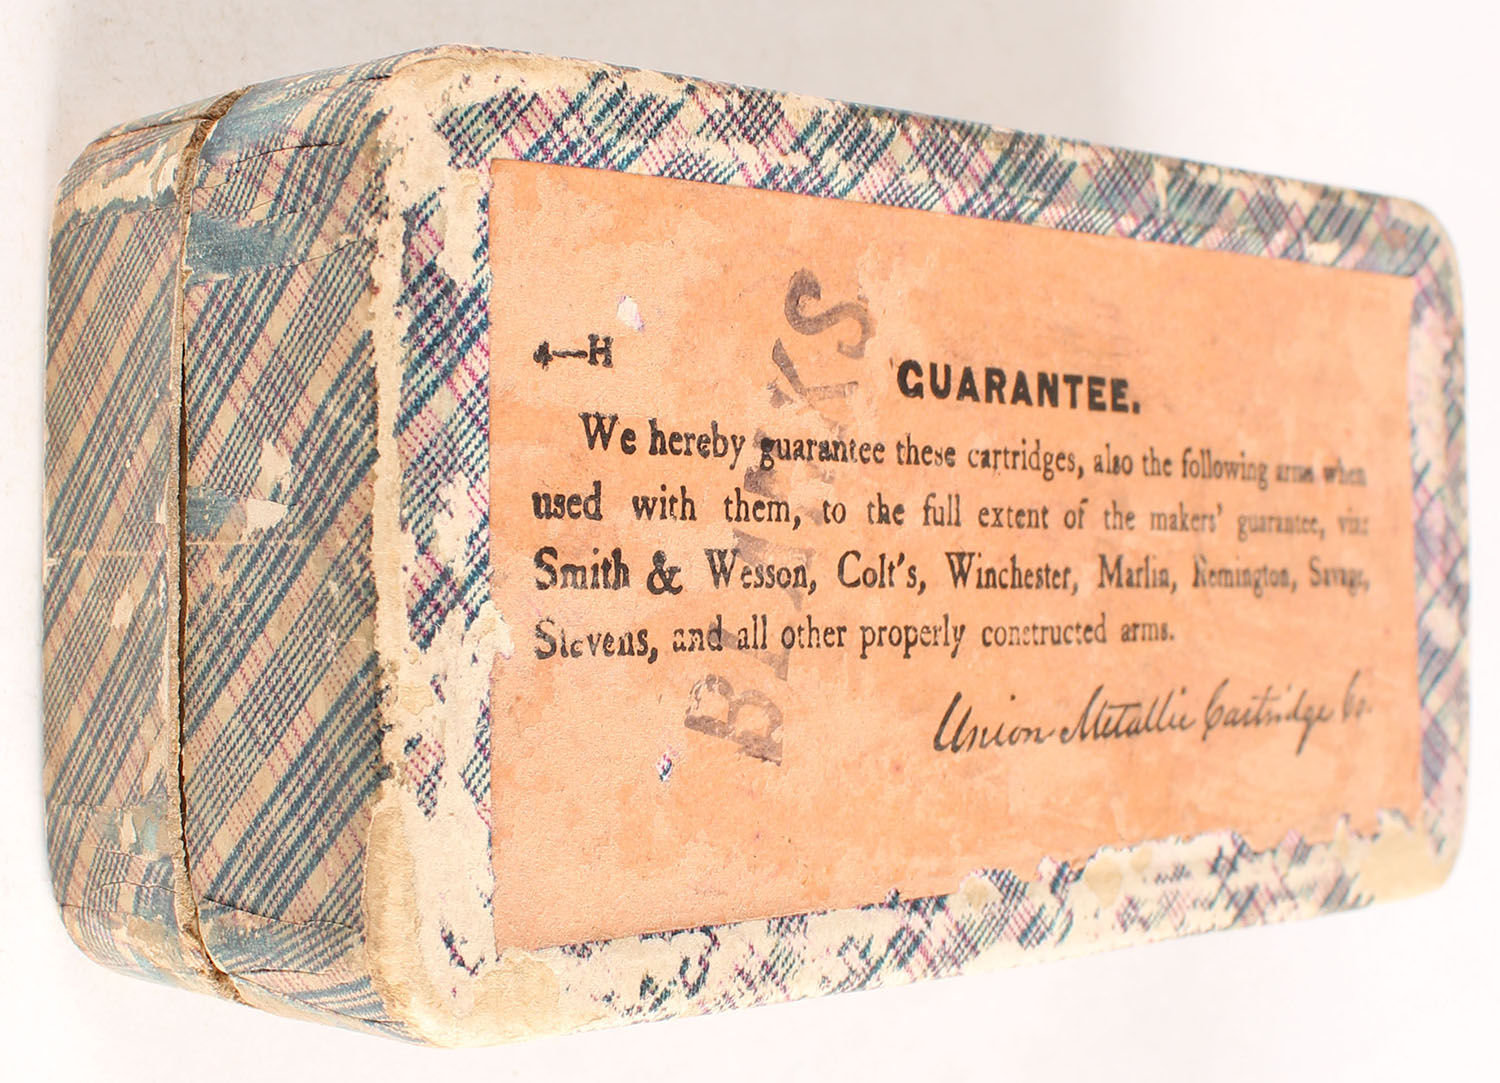 4—H
GUARANTEE.
We hereby guarantee these cartridges, also the following arms when
used with them, to the full extent of the makers' guarantee, viz:
Smith & Wesson, Colt's, Winchester, Marlin, Remington, Savage,
Stevens, and all other properly constructed arms.
Union Metallic Cartridge Co.
BLANKS